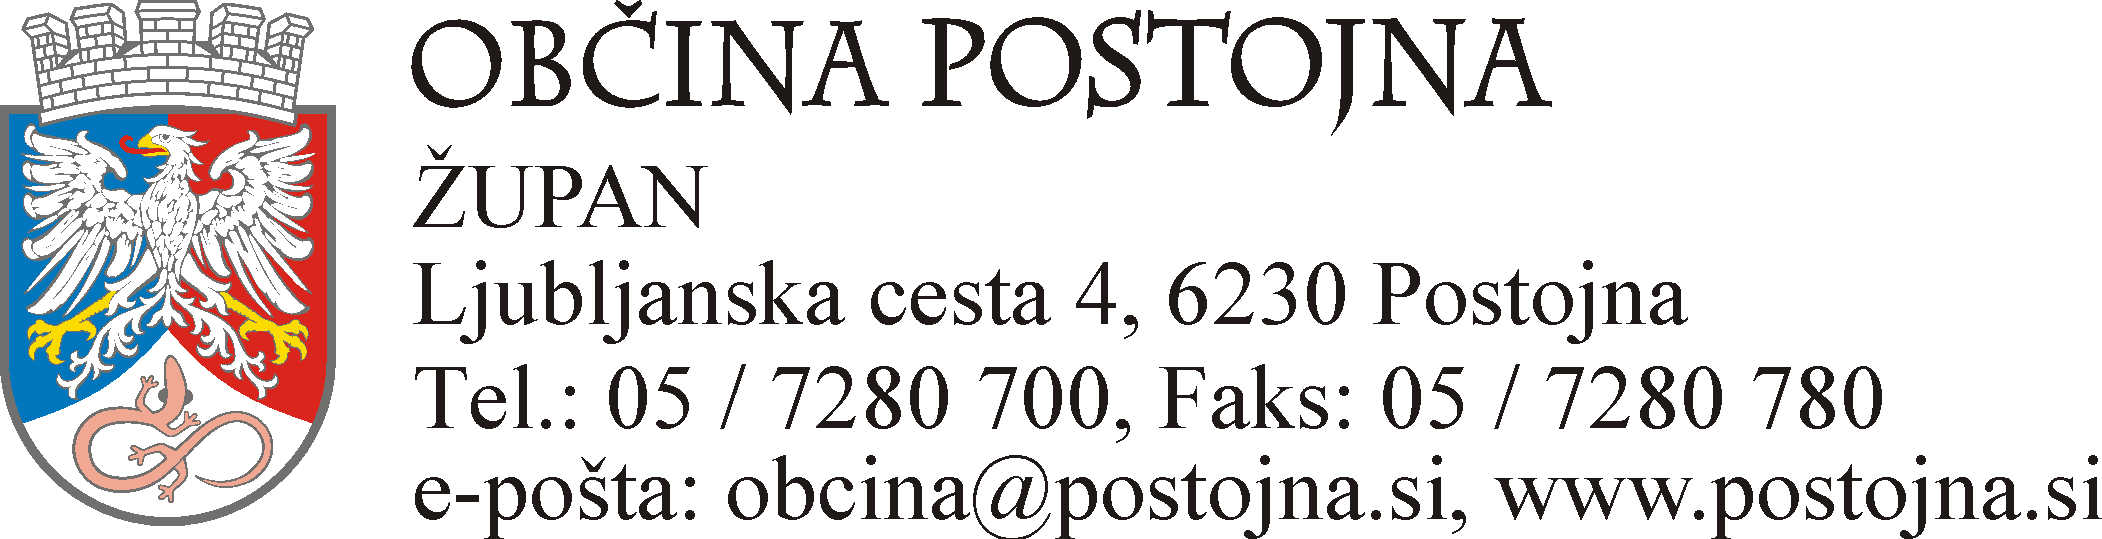 OBČINA POSTOJNA
ŽUPAN
Ljubljanska cesta 4, 6230 Postojna
Tel.: 05 / 7280 700, Faks: 05 / 7280 780
e-pošta: obcina@postojna.si, www.postojna.si